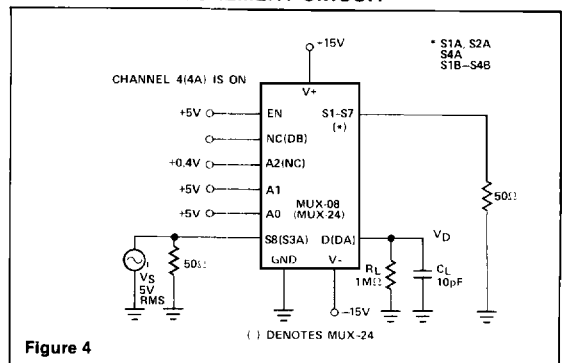 +15V
* S1A, S2A
S4A
S1B–S4B
CHANNEL 4(4A) IS ON
V+
+5V
EN
S1-S7
(*)
NC(DB)
+0.4V
A2(NC)
+5V
A1
MUX-08
(MUX-24)
50Ω
+5V
A0
S8(S3A)
D(DA)
VD
VS
5V
RMS
50Ω
GND
V-
RL
1MΩ
CL
10pF
-15V
( ) DENOTES MUX-24
Figure 4